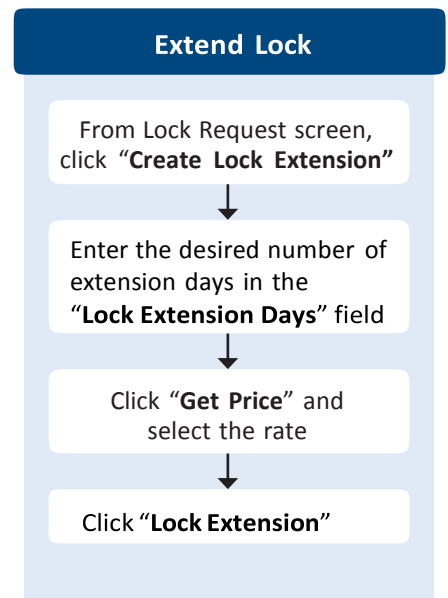 Extend Lock
From Lock Request screen,
click “Create Lock Extension”
Enter the desired number of
extension days in the
“Lock Extension Days” field
Click “Get Price” and
select the rate
Click “Lock Extension”